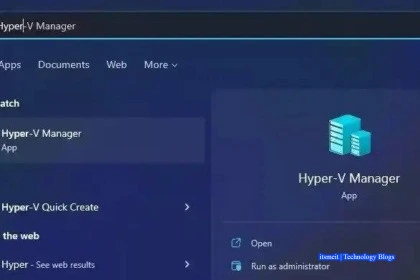 Hyper-V Manager
Apps Documents Web More
atch
Hyper-V Manager
App
Hyper-V Quick Create
the web
Hyper - See web results
Hyper-V Manager
App
Open
Run as administrator
itsmeit | Technology Blogs